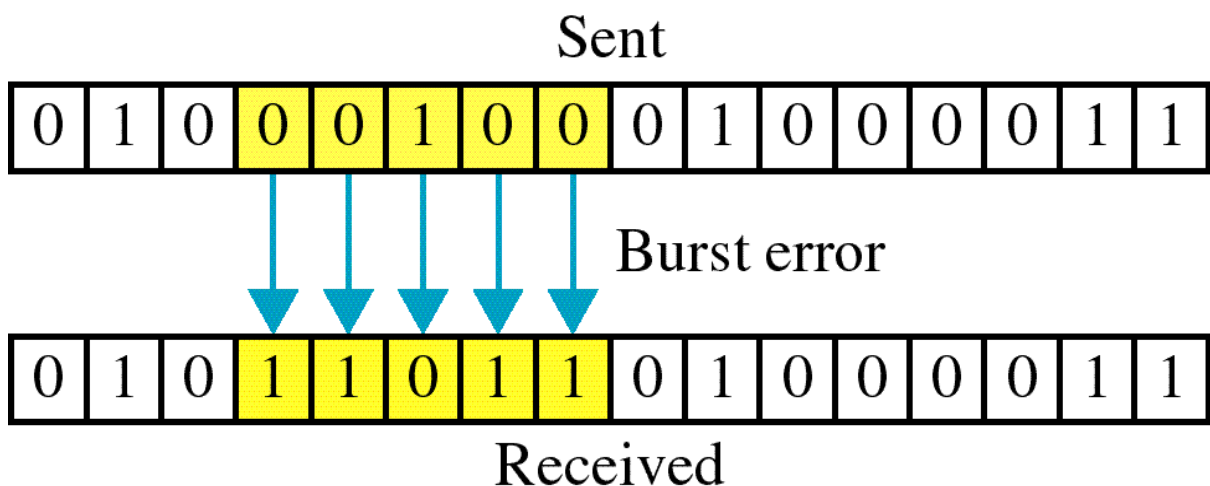 Sent
0 1 0 0 0 1 0 0 0 1 0 0 0 0 1 1
Burst error
0 1 0 1 1 0 1 1 0 1 0 0 0 0 1 1
Received